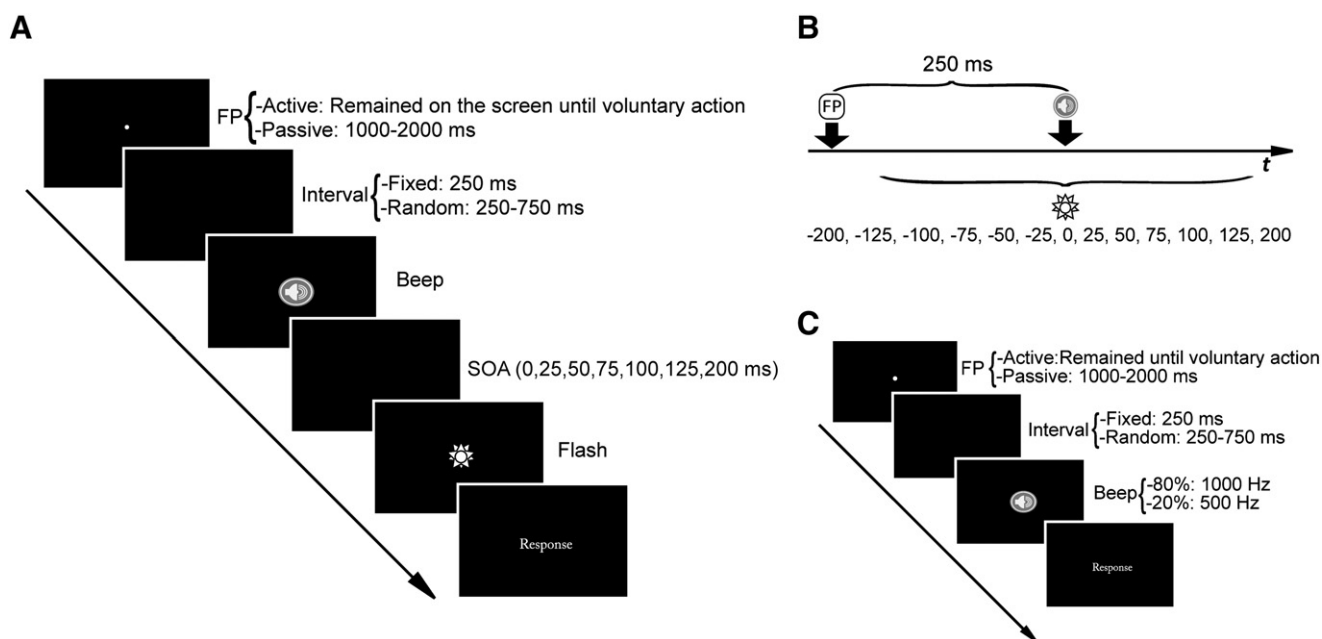 A
FP
-Active: Remained on the screen until voluntary action
-Passive: 1000-2000 ms
Interval
-Fixed: 250 ms
-Random: 250-750 ms
Beep
SOA (0,25,50,75,100,125,200 ms)
Flash
Response
B
250 ms
FP
t
-200, -125, -100, -75, -50, -25, 0, 25, 50, 75, 100, 125, 200
C
FP
-Active:Remained until voluntary action
-Passive: 1000-2000 ms
Interval
-Fixed: 250 ms
-Random: 250-750 ms
Beep
-80%: 1000 Hz
-20%: 500 Hz
Response